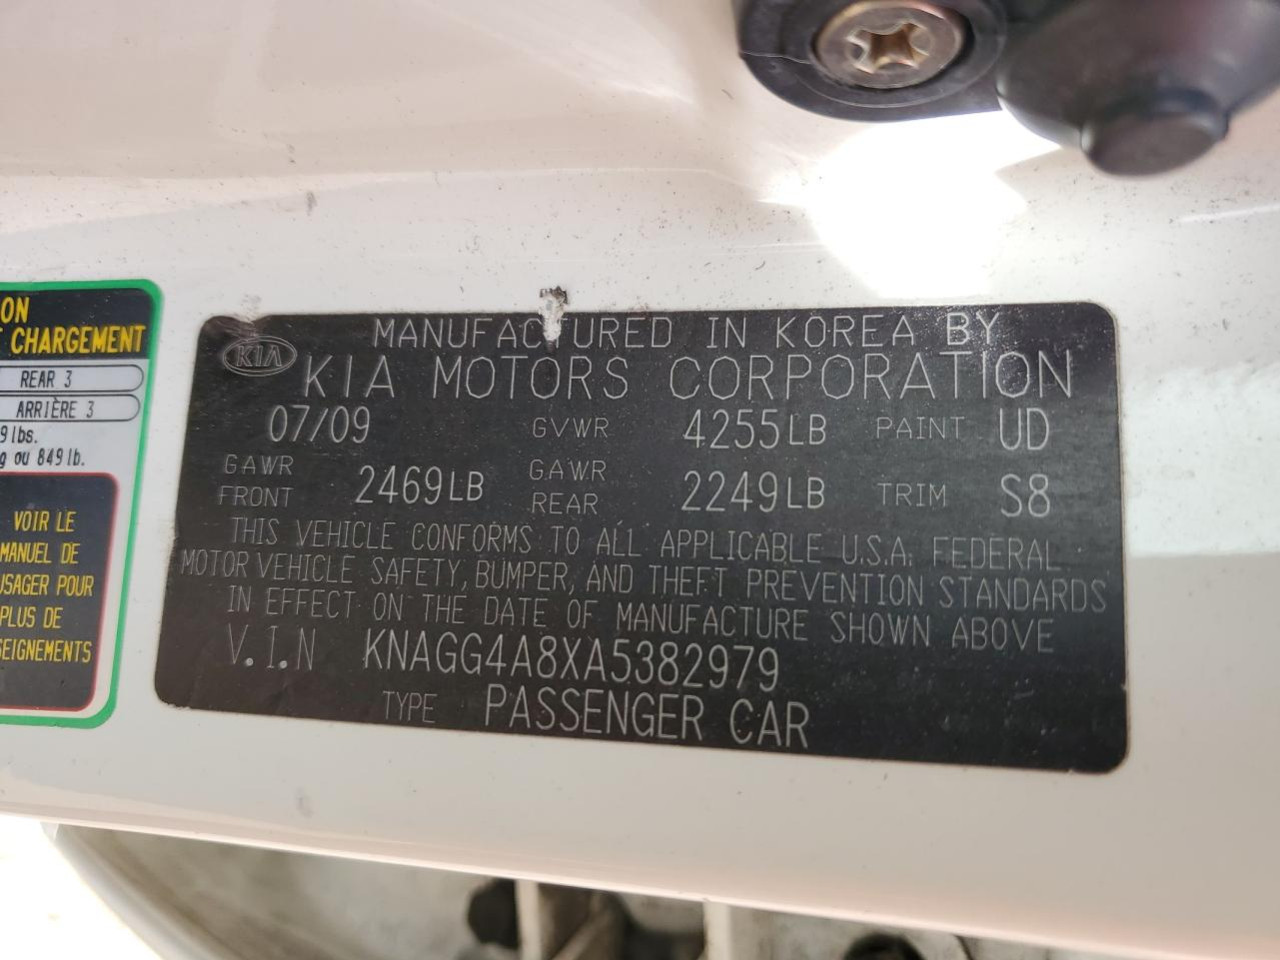 ON
CHARGEMENT
REAR 3
ARRIÈRE 3
9 lbs.
g ou 849 lb.
VOIR LE
MANUEL DE
USAGER POUR
PLUS DE
SEIGNEMENTS
MANUFACTURED IN KOREA BY
KIA KIA MOTORS CORPORATION
07/09 GVWR 4255LB PAINT UD
GAWR FRONT 2469LB G.A.W.R REAR 2249LB TRIM S8
THIS VEHICLE CONFORMS TO ALL APPLICABLE U.S.A. FEDERAL
MOTOR VEHICLE SAFETY, BUMPER, AND THEFT PREVENTION STANDARDS
IN EFFECT ON THE DATE OF MANUFACTURE SHOWN ABOVE
V.I.N KNAGG4A8XA5382979
TYPE PASSENGER CAR